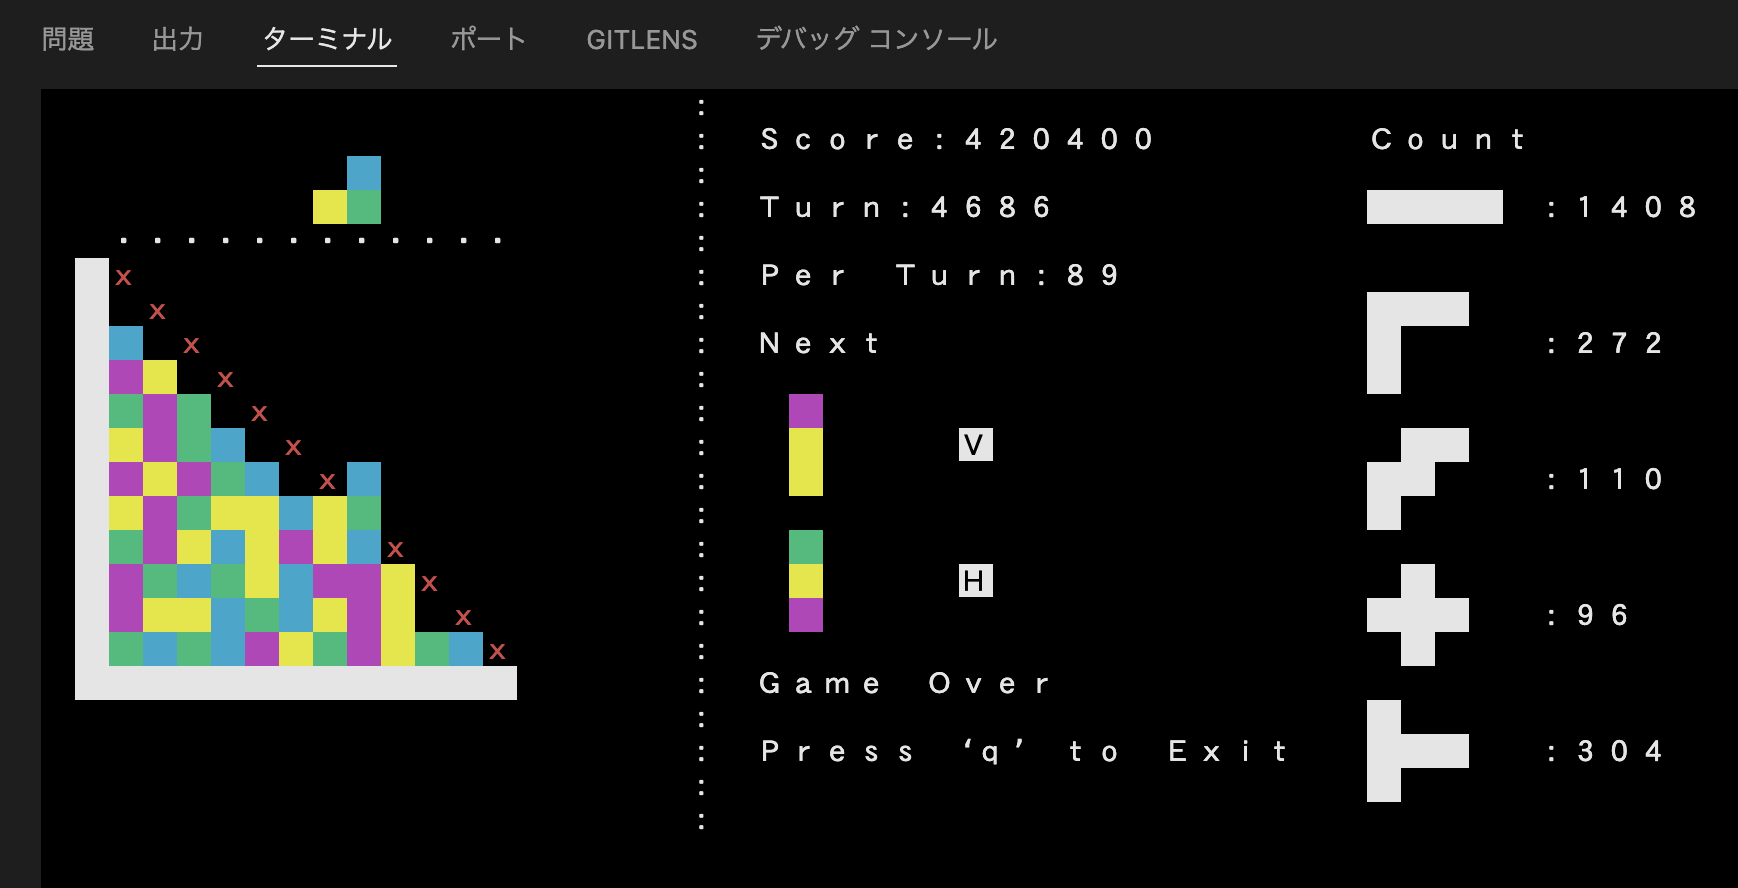 問題 出力 ターミナル ポート GITLENS デバッグ コンソール
Score:420400
Turn:4686
Per Turn:89
Next
V
H
Game Over
Press ‘q’ to Exit
Count
:1408
:272
:110
:96
:304
x
x
x
x
x
x
x
x
x
x
x